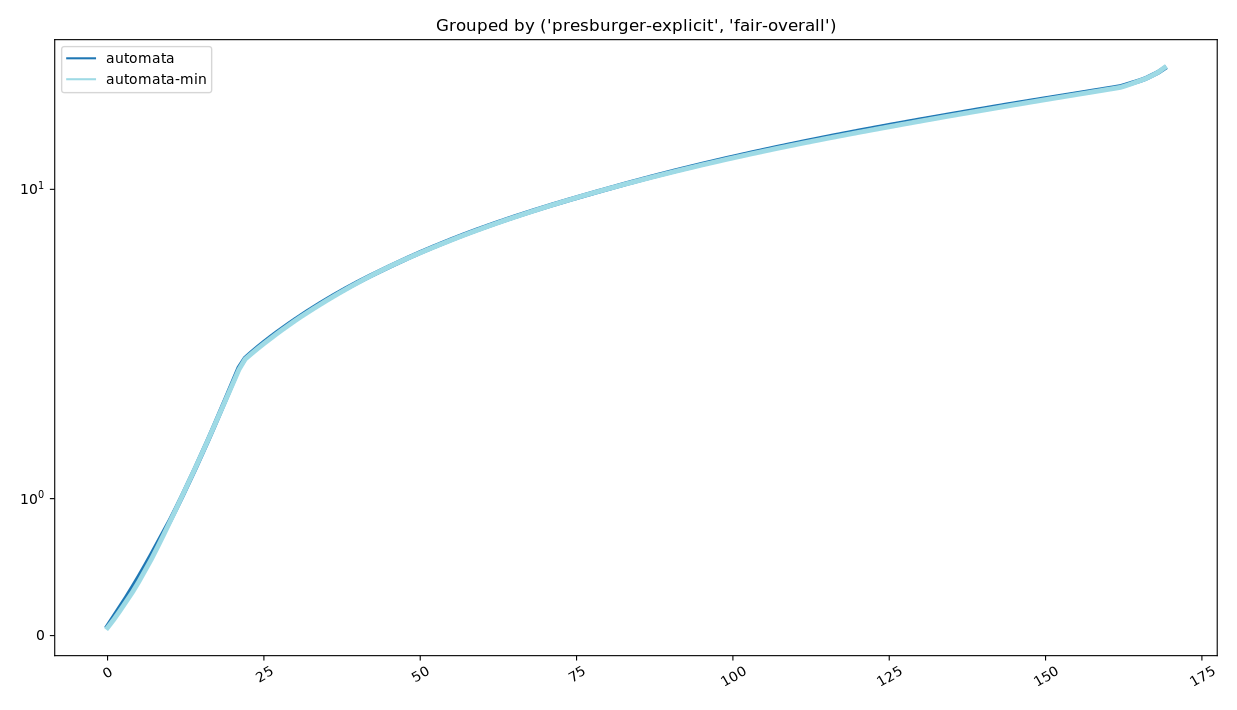 Grouped by ('presburger-explicit', 'fair-overall')
automata
automata-min
10¹
10⁰
0
0 25 50 75 100 125 150 175